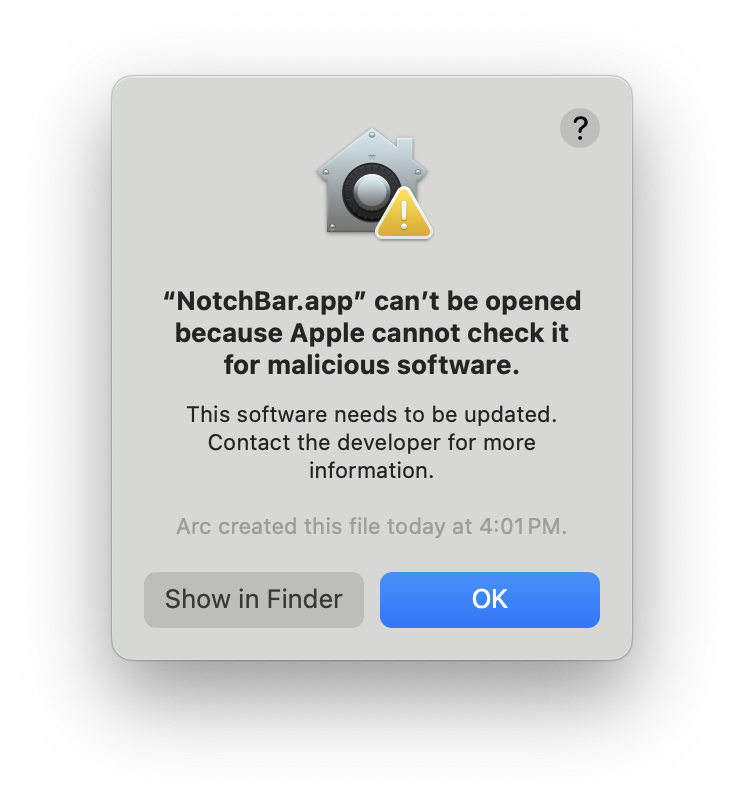 ?
“NotchBar.app” can’t be opened
because Apple cannot check it
for malicious software.
This software needs to be updated.
Contact the developer for more
information.
Arc created this file today at 4:01 PM.
Show in Finder
OK